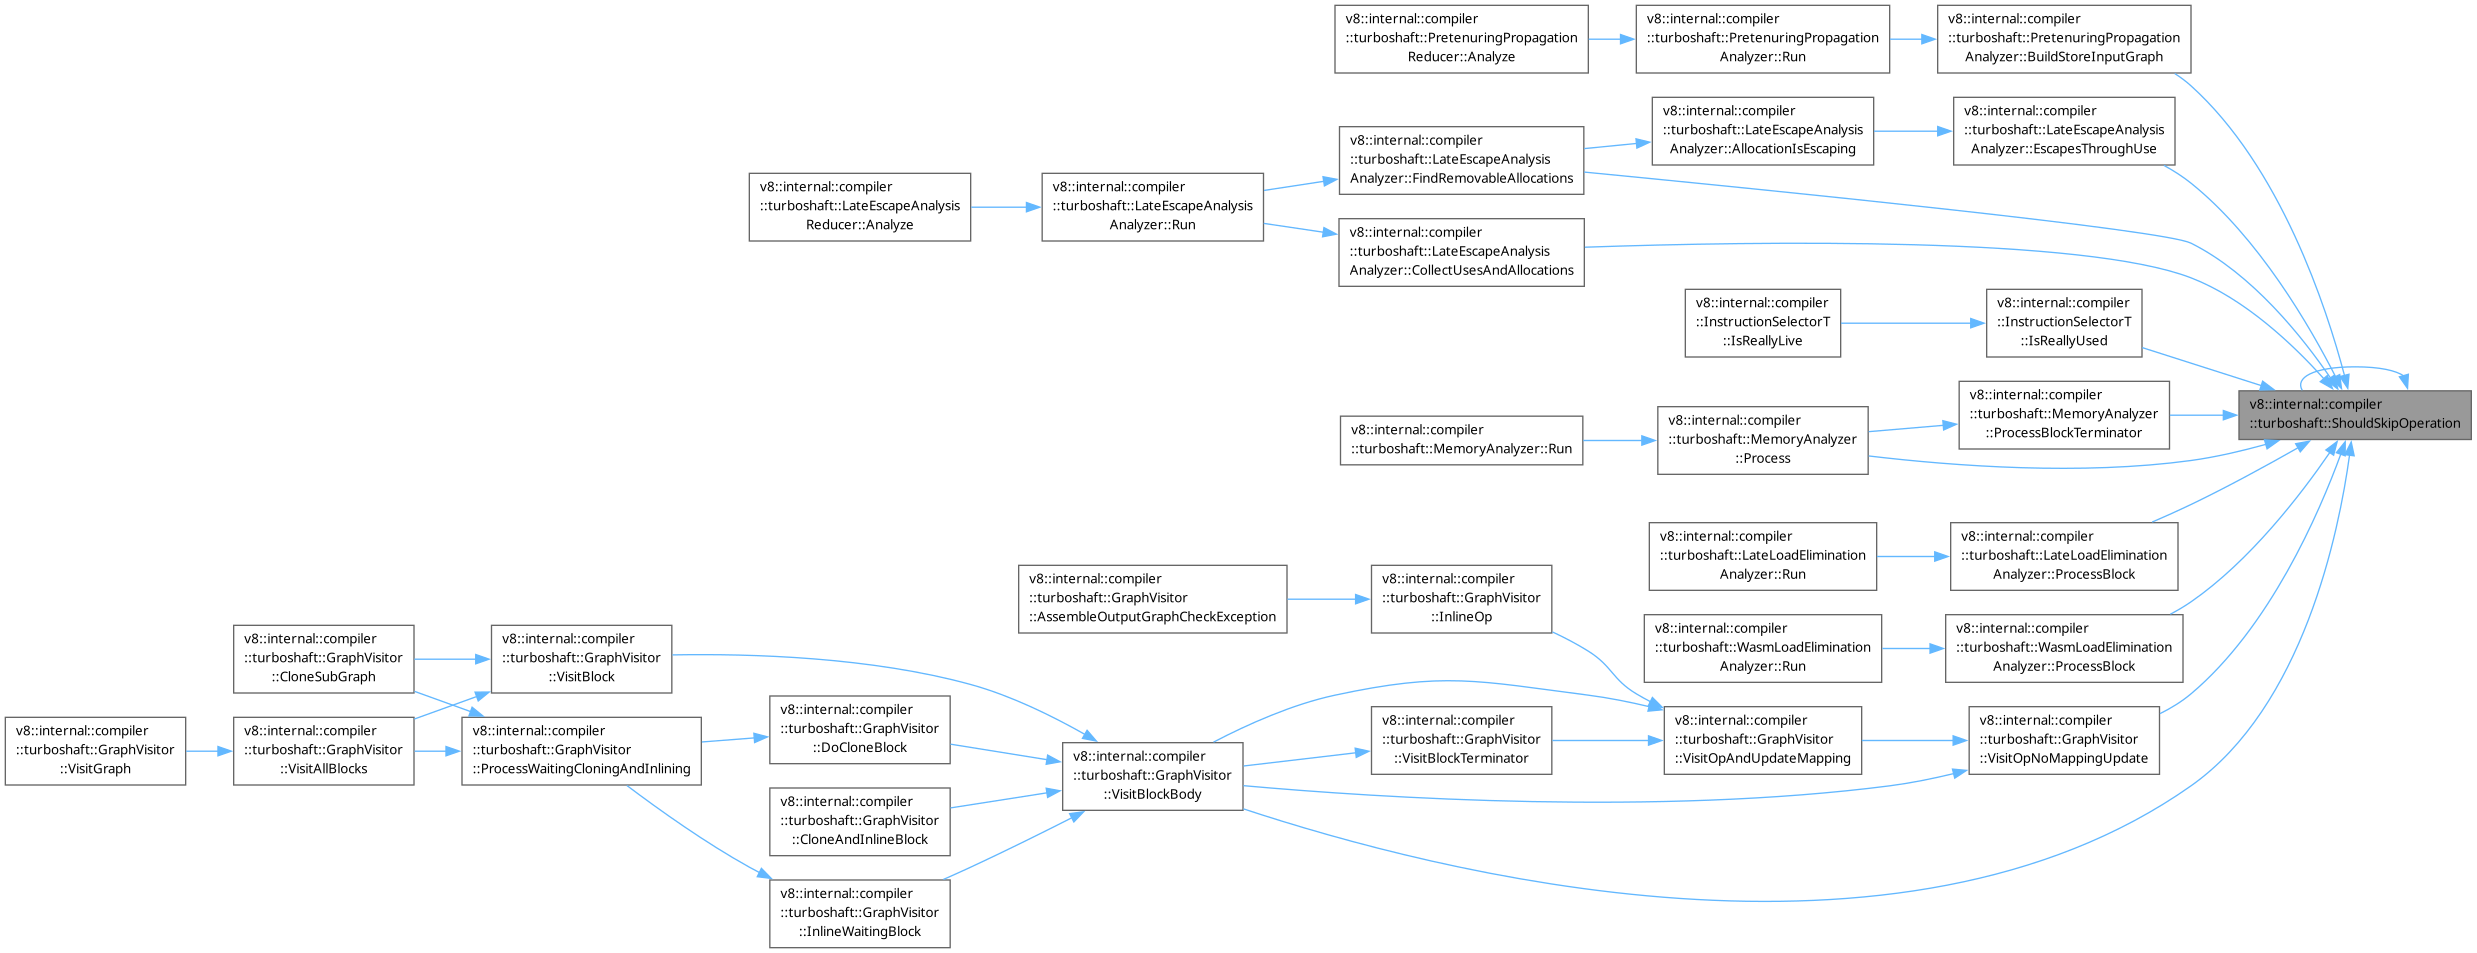 v8::internal::compiler
::turboshaft::PretenuringPropagation
Reducer::Analyze
v8::internal::compiler
::turboshaft::PretenuringPropagation
Analyzer::Run
v8::internal::compiler
::turboshaft::PretenuringPropagation
Analyzer::BuildStoreInputGraph
v8::internal::compiler
::turboshaft::LateEscapeAnalysis
Analyzer::AllocationIsEscaping
v8::internal::compiler
::turboshaft::LateEscapeAnalysis
Analyzer::EscapesThroughUse
v8::internal::compiler
::turboshaft::LateEscapeAnalysis
Analyzer::FindRemovableAllocations
v8::internal::compiler
::turboshaft::LateEscapeAnalysis
Reducer::Analyze
v8::internal::compiler
::turboshaft::LateEscapeAnalysis
Analyzer::Run
v8::internal::compiler
::turboshaft::LateEscapeAnalysis
Analyzer::CollectUsesAndAllocations
v8::internal::compiler
::InstructionSelectorT
::IsReallyLive
v8::internal::compiler
::InstructionSelectorT
::IsReallyUsed
v8::internal::compiler
::turboshaft::MemoryAnalyzer
::ProcessBlockTerminator
v8::internal::compiler
::turboshaft::ShouldSkipOperation
v8::internal::compiler
::turboshaft::MemoryAnalyzer::Run
v8::internal::compiler
::turboshaft::MemoryAnalyzer
::Process
v8::internal::compiler
::turboshaft::LateLoadElimination
Analyzer::Run
v8::internal::compiler
::turboshaft::LateLoadElimination
Analyzer::ProcessBlock
v8::internal::compiler
::turboshaft::GraphVisitor
::AssembleOutputGraphCheckException
v8::internal::compiler
::turboshaft::GraphVisitor
::InlineOp
v8::internal::compiler
::turboshaft::WasmLoadElimination
Analyzer::Run
v8::internal::compiler
::turboshaft::WasmLoadElimination
Analyzer::ProcessBlock
v8::internal::compiler
::turboshaft::GraphVisitor
::CloneSubGraph
v8::internal::compiler
::turboshaft::GraphVisitor
::VisitBlock
v8::internal::compiler
::turboshaft::GraphVisitor
::DoCloneBlock
v8::internal::compiler
::turboshaft::GraphVisitor
::VisitBlockTerminator
v8::internal::compiler
::turboshaft::GraphVisitor
::VisitOpAndUpdateMapping
v8::internal::compiler
::turboshaft::GraphVisitor
::VisitOpNoMappingUpdate
v8::internal::compiler
::turboshaft::GraphVisitor
::VisitGraph
v8::internal::compiler
::turboshaft::GraphVisitor
::VisitAllBlocks
v8::internal::compiler
::turboshaft::GraphVisitor
::ProcessWaitingCloningAndInlining
v8::internal::compiler
::turboshaft::GraphVisitor
::VisitBlockBody
v8::internal::compiler
::turboshaft::GraphVisitor
::CloneAndInlineBlock
v8::internal::compiler
::turboshaft::GraphVisitor
::InlineWaitingBlock